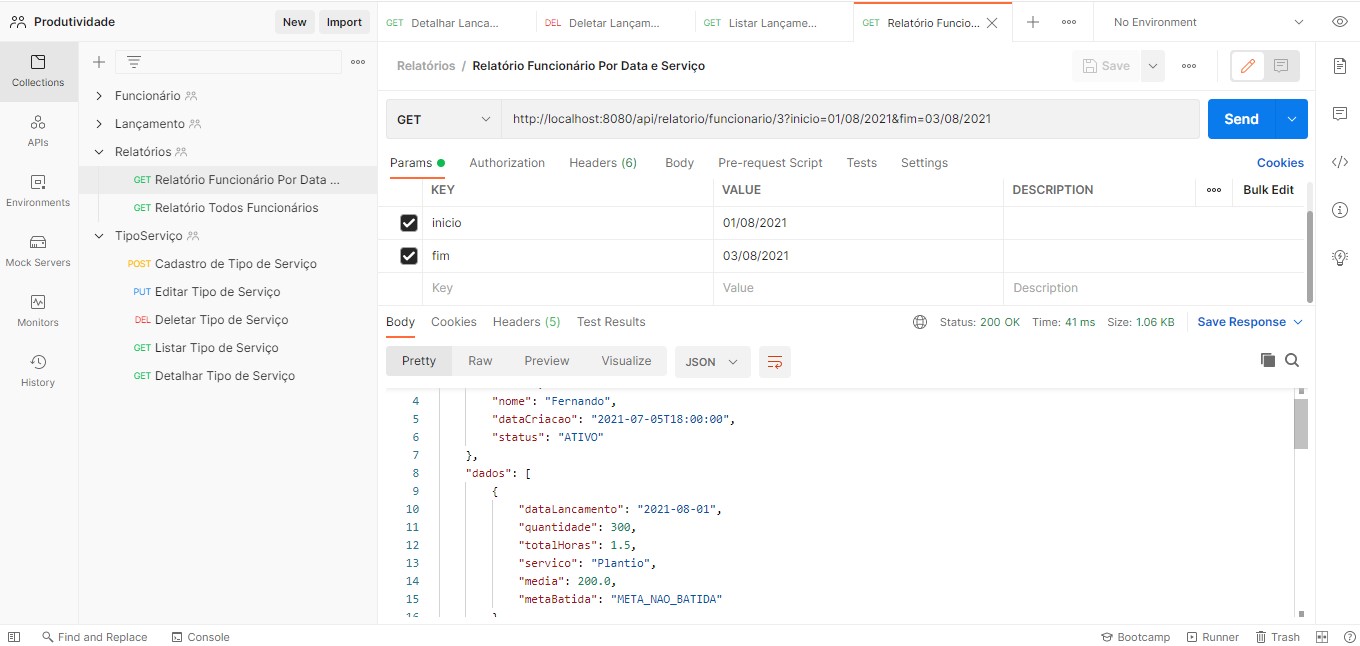 Produtividade
New
Import
GET Detalhar Lanca...
DEL Deletar Lançam...
GET Listar Lançame...
GET Relatório Funcio...
No Environment
Collections
APIs
Environments
Mock Servers
Monitors
History
Funcionário
Lançamento
Relatórios
GET Relatório Funcionário Por Data ...
GET Relatório Todos Funcionários
TipoServiço
POST Cadastro de Tipo de Serviço
PUT Editar Tipo de Serviço
DEL Deletar Tipo de Serviço
GET Listar Tipo de Serviço
GET Detalhar Tipo de Serviço
Relatórios / Relatório Funcionário Por Data e Serviço
Save
GET http://localhost:8080/api/relatorio/funcionario/3?inicio=01/08/2021&fim=03/08/2021
Send
Params Authorization Headers (6) Body Pre-request Script Tests Settings Cookies
KEY VALUE DESCRIPTION Bulk Edit
inicio 01/08/2021
fim 03/08/2021
Key Value Description
Body Cookies Headers (5) Test Results Status: 200 OK Time: 41 ms Size: 1.06 KB Save Response
Pretty Raw Preview Visualize JSON
4 "nome": "Fernando",
5 "dataCriacao": "2021-07-05T18:00:00",
6 "status": "ATIVO"
7 },
8 "dados": [
9 {
10 "dataLancamento": "2021-08-01",
11 "quantidade": 300,
12 "totalHoras": 1.5,
13 "servico": "Plantio",
14 "media": 200.0,
15 "metaBatida": "META_NAO_BATIDA"
Find and Replace Console Bootcamp Runner Trash